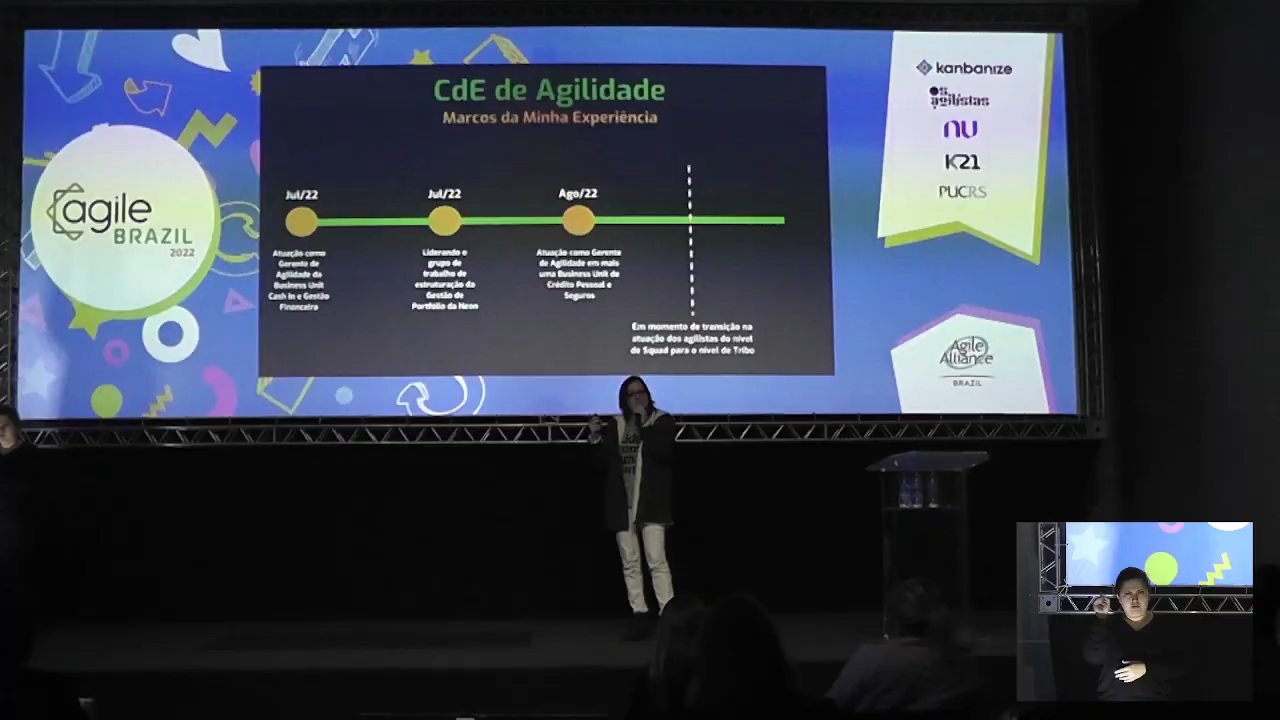 CdE de Agilidade
Marcos da Minha Experiência
Jul/22
Atuação como
Gerente de
Agilidade da
Business Unit
Cash In e Gestão
Financeira
Jul/22
Liderando o
grupo de
trabalho de
estruturação da
Gestão de
Portfolio da Neon
Ago/22
Atuação como Gerente
de Agilidade em mais
uma Business Unit de
Crédito Pessoal e
Seguros
Em momento de transição na
atuação dos agilistas do nível
de Squad para o nível de Tribo
agile
BRAZIL
2022
kanbanize
os
agilistas
nu
K21
PUCRS
Agile
Alliance
BRAZIL